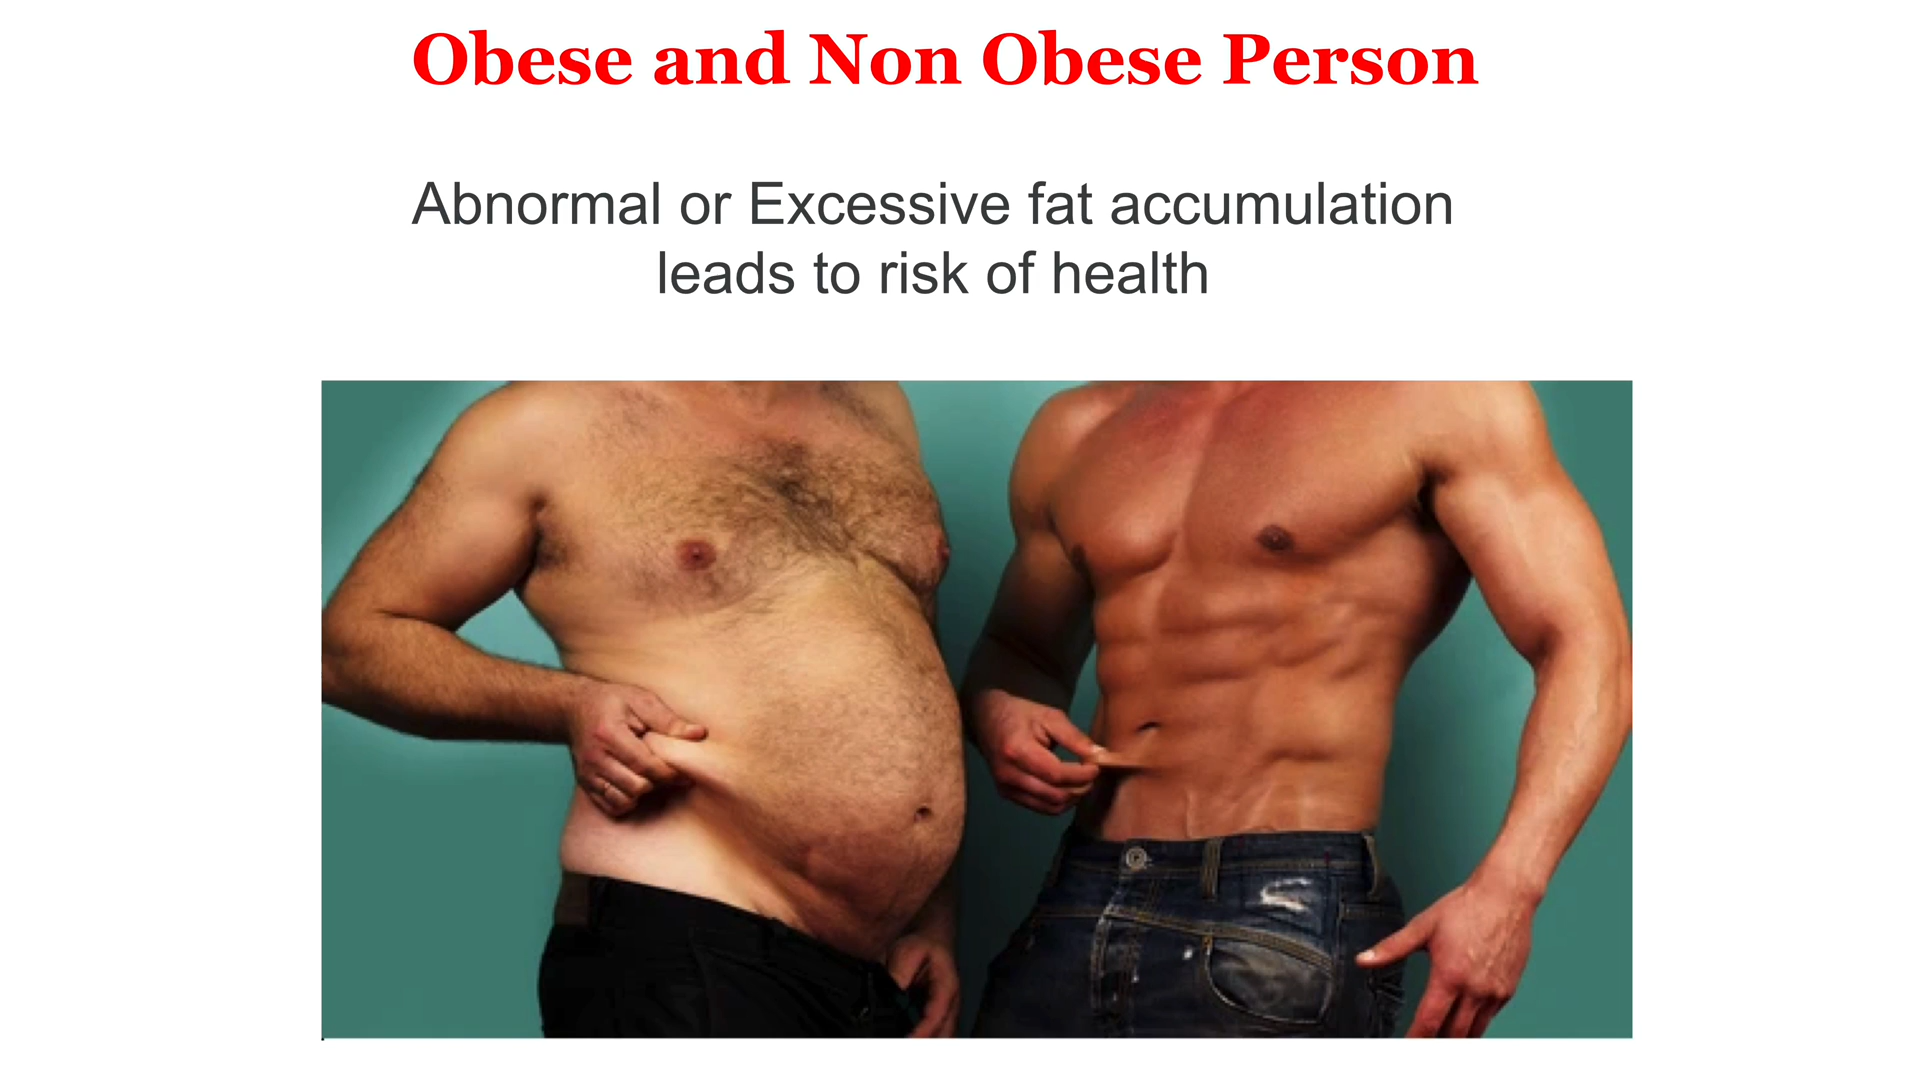 Obese and Non Obese Person
Abnormal or Excessive fat accumulation
leads to risk of health